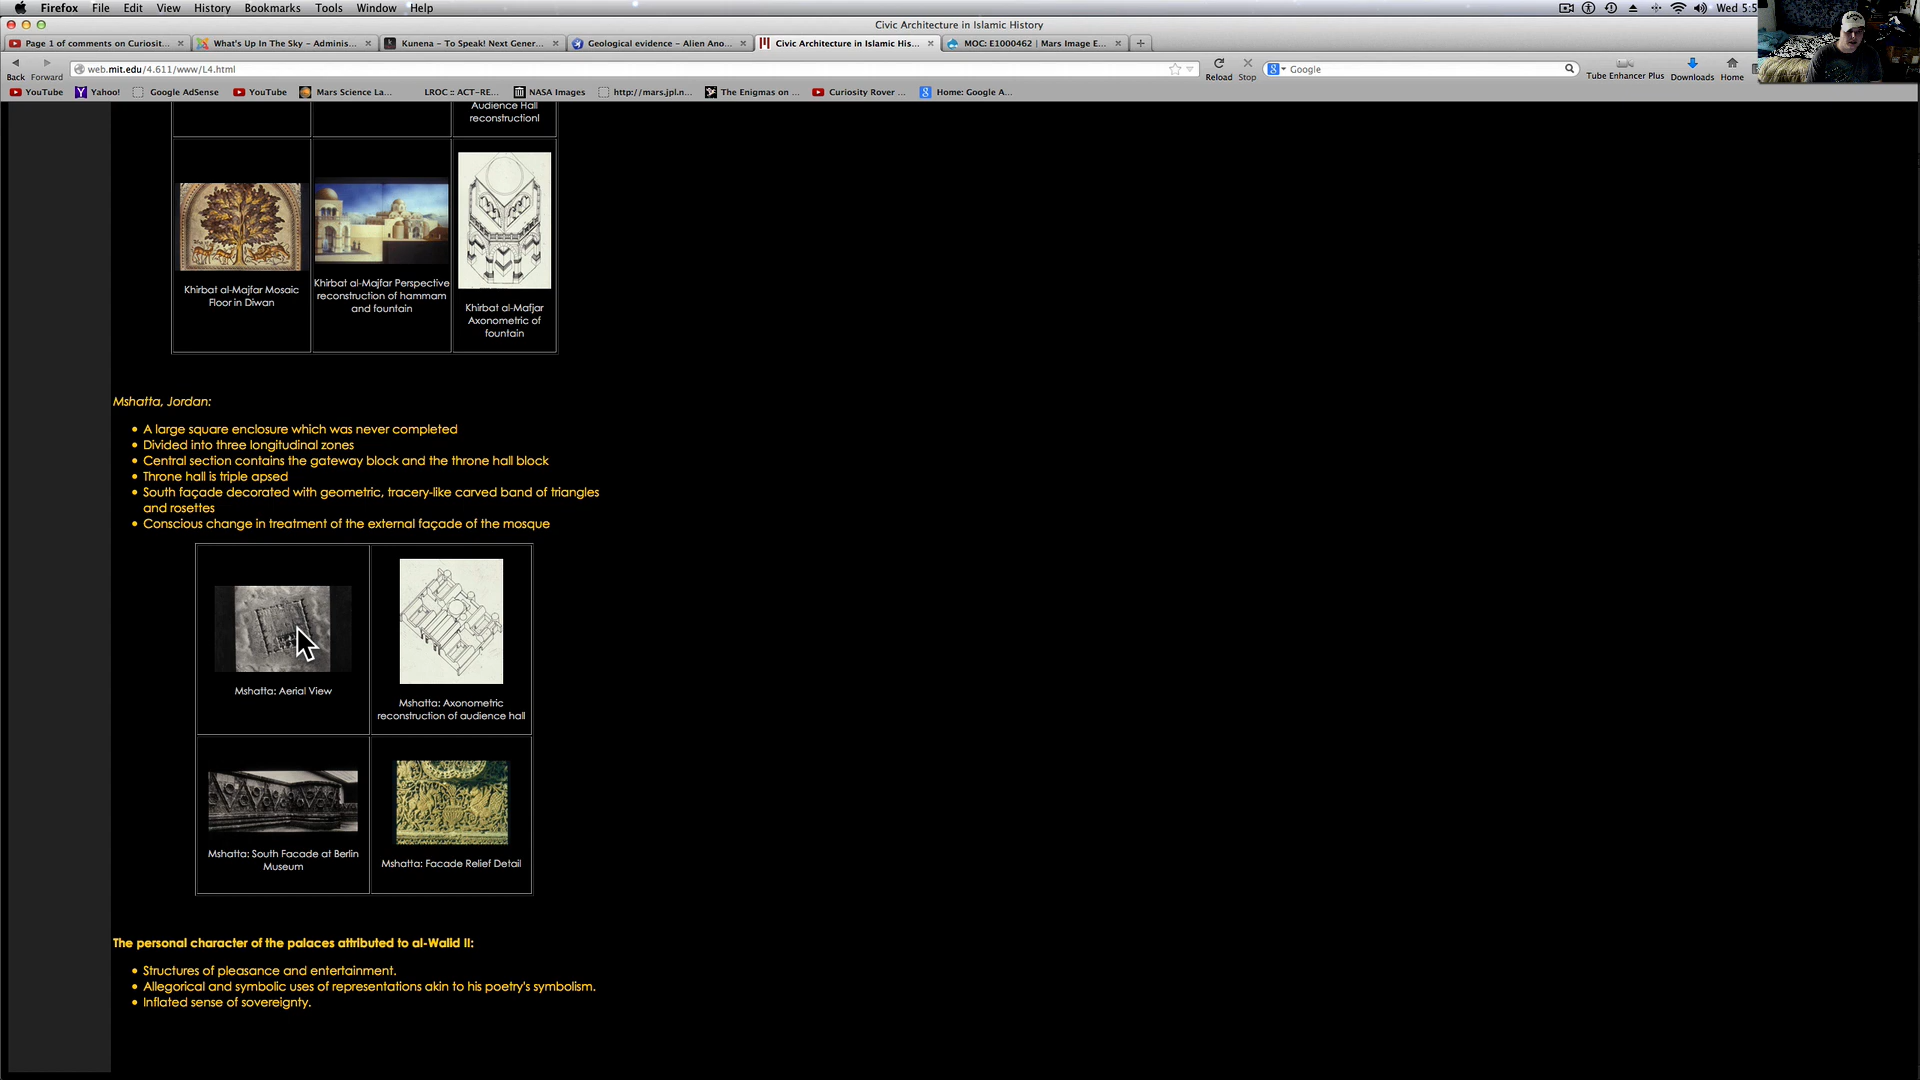 Firefox File Edit View History Bookmarks Tools Window Help Wed 5:5
Civic Architecture in Islamic History
Page 1 of comments on Curiosit... What's Up In The Sky – Adminis... Kunena – To Speak! Next Gener... Geological evidence – Alien Ano... Civic Architecture in Islamic His... MOC: E1000462 | Mars Image E...
web.mit.edu/4.611/www/L4.html Google
Back Forward Reload Stop Tube Enhancer Plus Downloads Home
YouTube Yahoo! Google AdSense YouTube Mars Science La... LROC :: ACT-RE... NASA Images http://mars.jpl.n... The Enigmas on ... Curiosity Rover ... Home: Google A...
Audience Hall
reconstructionl
Khirbat al-Majfar Mosaic
Floor in Diwan
Khirbat al-Majfar Perspective
reconstruction of hammam
and fountain
Khirbat al-Mafjar
Axonometric of
fountain
Mshatta, Jordan:
• A large square enclosure which was never completed
• Divided into three longitudinal zones
• Central section contains the gateway block and the throne hall block
• Throne hall is triple apsed
• South façade decorated with geometric, tracery-like carved band of triangles
and rosettes
• Conscious change in treatment of the external façade of the mosque
Mshatta: Aerial View
Mshatta: Axonometric
reconstruction of audience hall
Mshatta: South Facade at Berlin
Museum
Mshatta: Facade Relief Detail
The personal character of the palaces attributed to al-Walid II:
• Structures of pleasance and entertainment.
• Allegorical and symbolic uses of representations akin to his poetry's symbolism.
• Inflated sense of sovereignty.